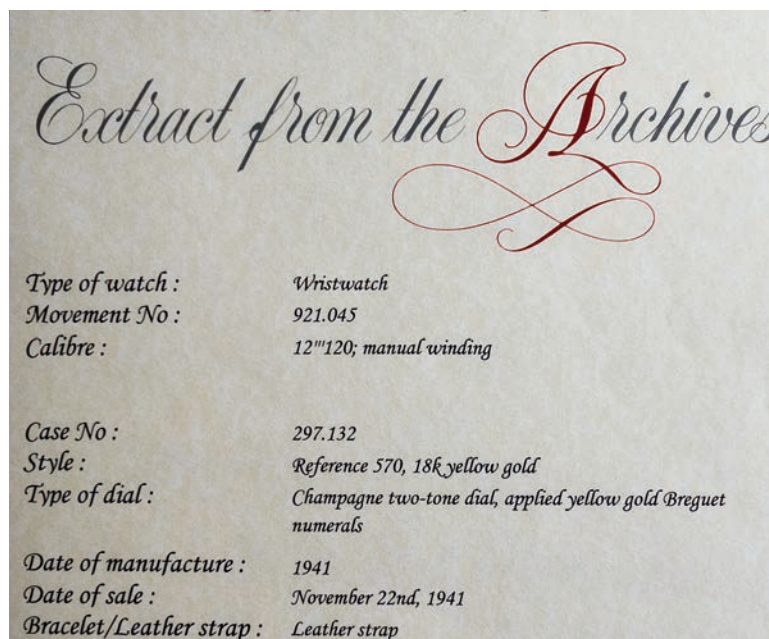 Extract from the Archives
Type of watch : Wristwatch
Movement No : 921.045
Calibre : 12'''120; manual winding
Case No : 297.132
Style : Reference 570, 18k yellow gold
Type of dial : Champagne two-tone dial, applied yellow gold Breguet
numerals
Date of manufacture : 1941
Date of sale : November 22nd, 1941
Bracelet/Leather strap : Leather strap